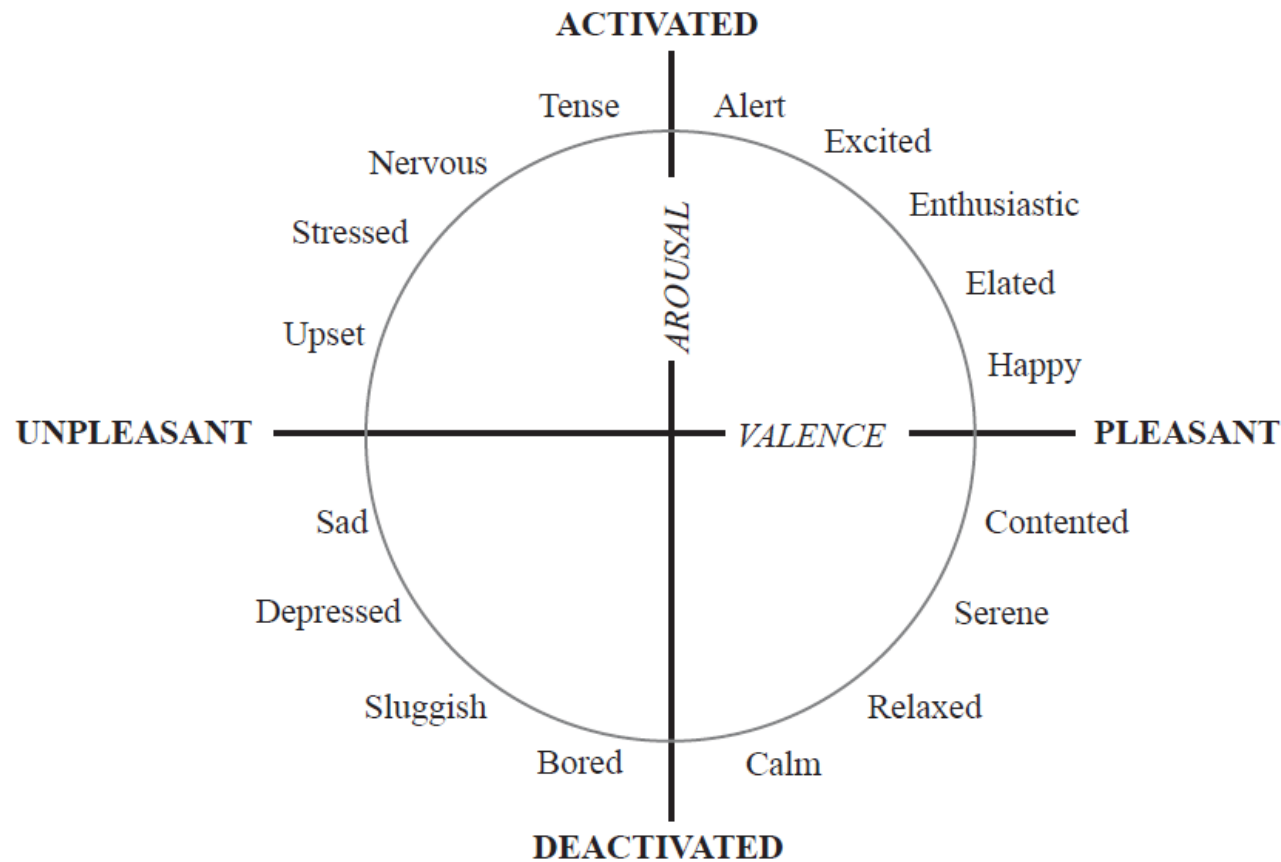 ACTIVATED
Tense
Alert
Excited
Nervous
Enthusiastic
Stressed
AROUSAL
Elated
Upset
Happy
UNPLEASANT
VALENCE
PLEASANT
Sad
Contented
Depressed
Serene
Sluggish
Relaxed
Bored
Calm
DEACTIVATED